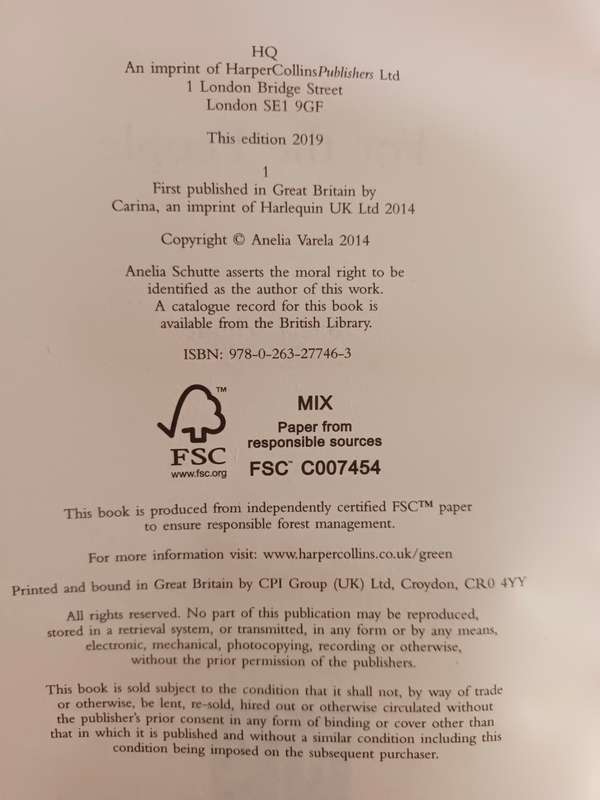 HQ
An imprint of HarperCollinsPublishers Ltd
1 London Bridge Street
London SE1 9GF
This edition 2019
1
First published in Great Britain by
Carina, an imprint of Harlequin UK Ltd 2014
Copyright © Anelia Varela 2014
Anelia Schutte asserts the moral right to be
identified as the author of this work.
A catalogue record for this book is
available from the British Library.
ISBN: 978-0-263-27746-3
TM
FSC
www.fsc.org
MIX
Paper from
responsible sources
FSC™ C007454
This book is produced from independently certified FSC™ paper
to ensure responsible forest management.
For more information visit: www.harpercollins.co.uk/green
Printed and bound in Great Britain by CPI Group (UK) Ltd, Croydon, CR0 4YY
All rights reserved. No part of this publication may be reproduced,
stored in a retrieval system, or transmitted, in any form or by any means,
electronic, mechanical, photocopying, recording or otherwise,
without the prior permission of the publishers.
This book is sold subject to the condition that it shall not, by way of trade
or otherwise, be lent, re-sold, hired out or otherwise circulated without
the publisher's prior consent in any form of binding or cover other than
that in which it is published and without a similar condition including this
condition being imposed on the subsequent purchaser.